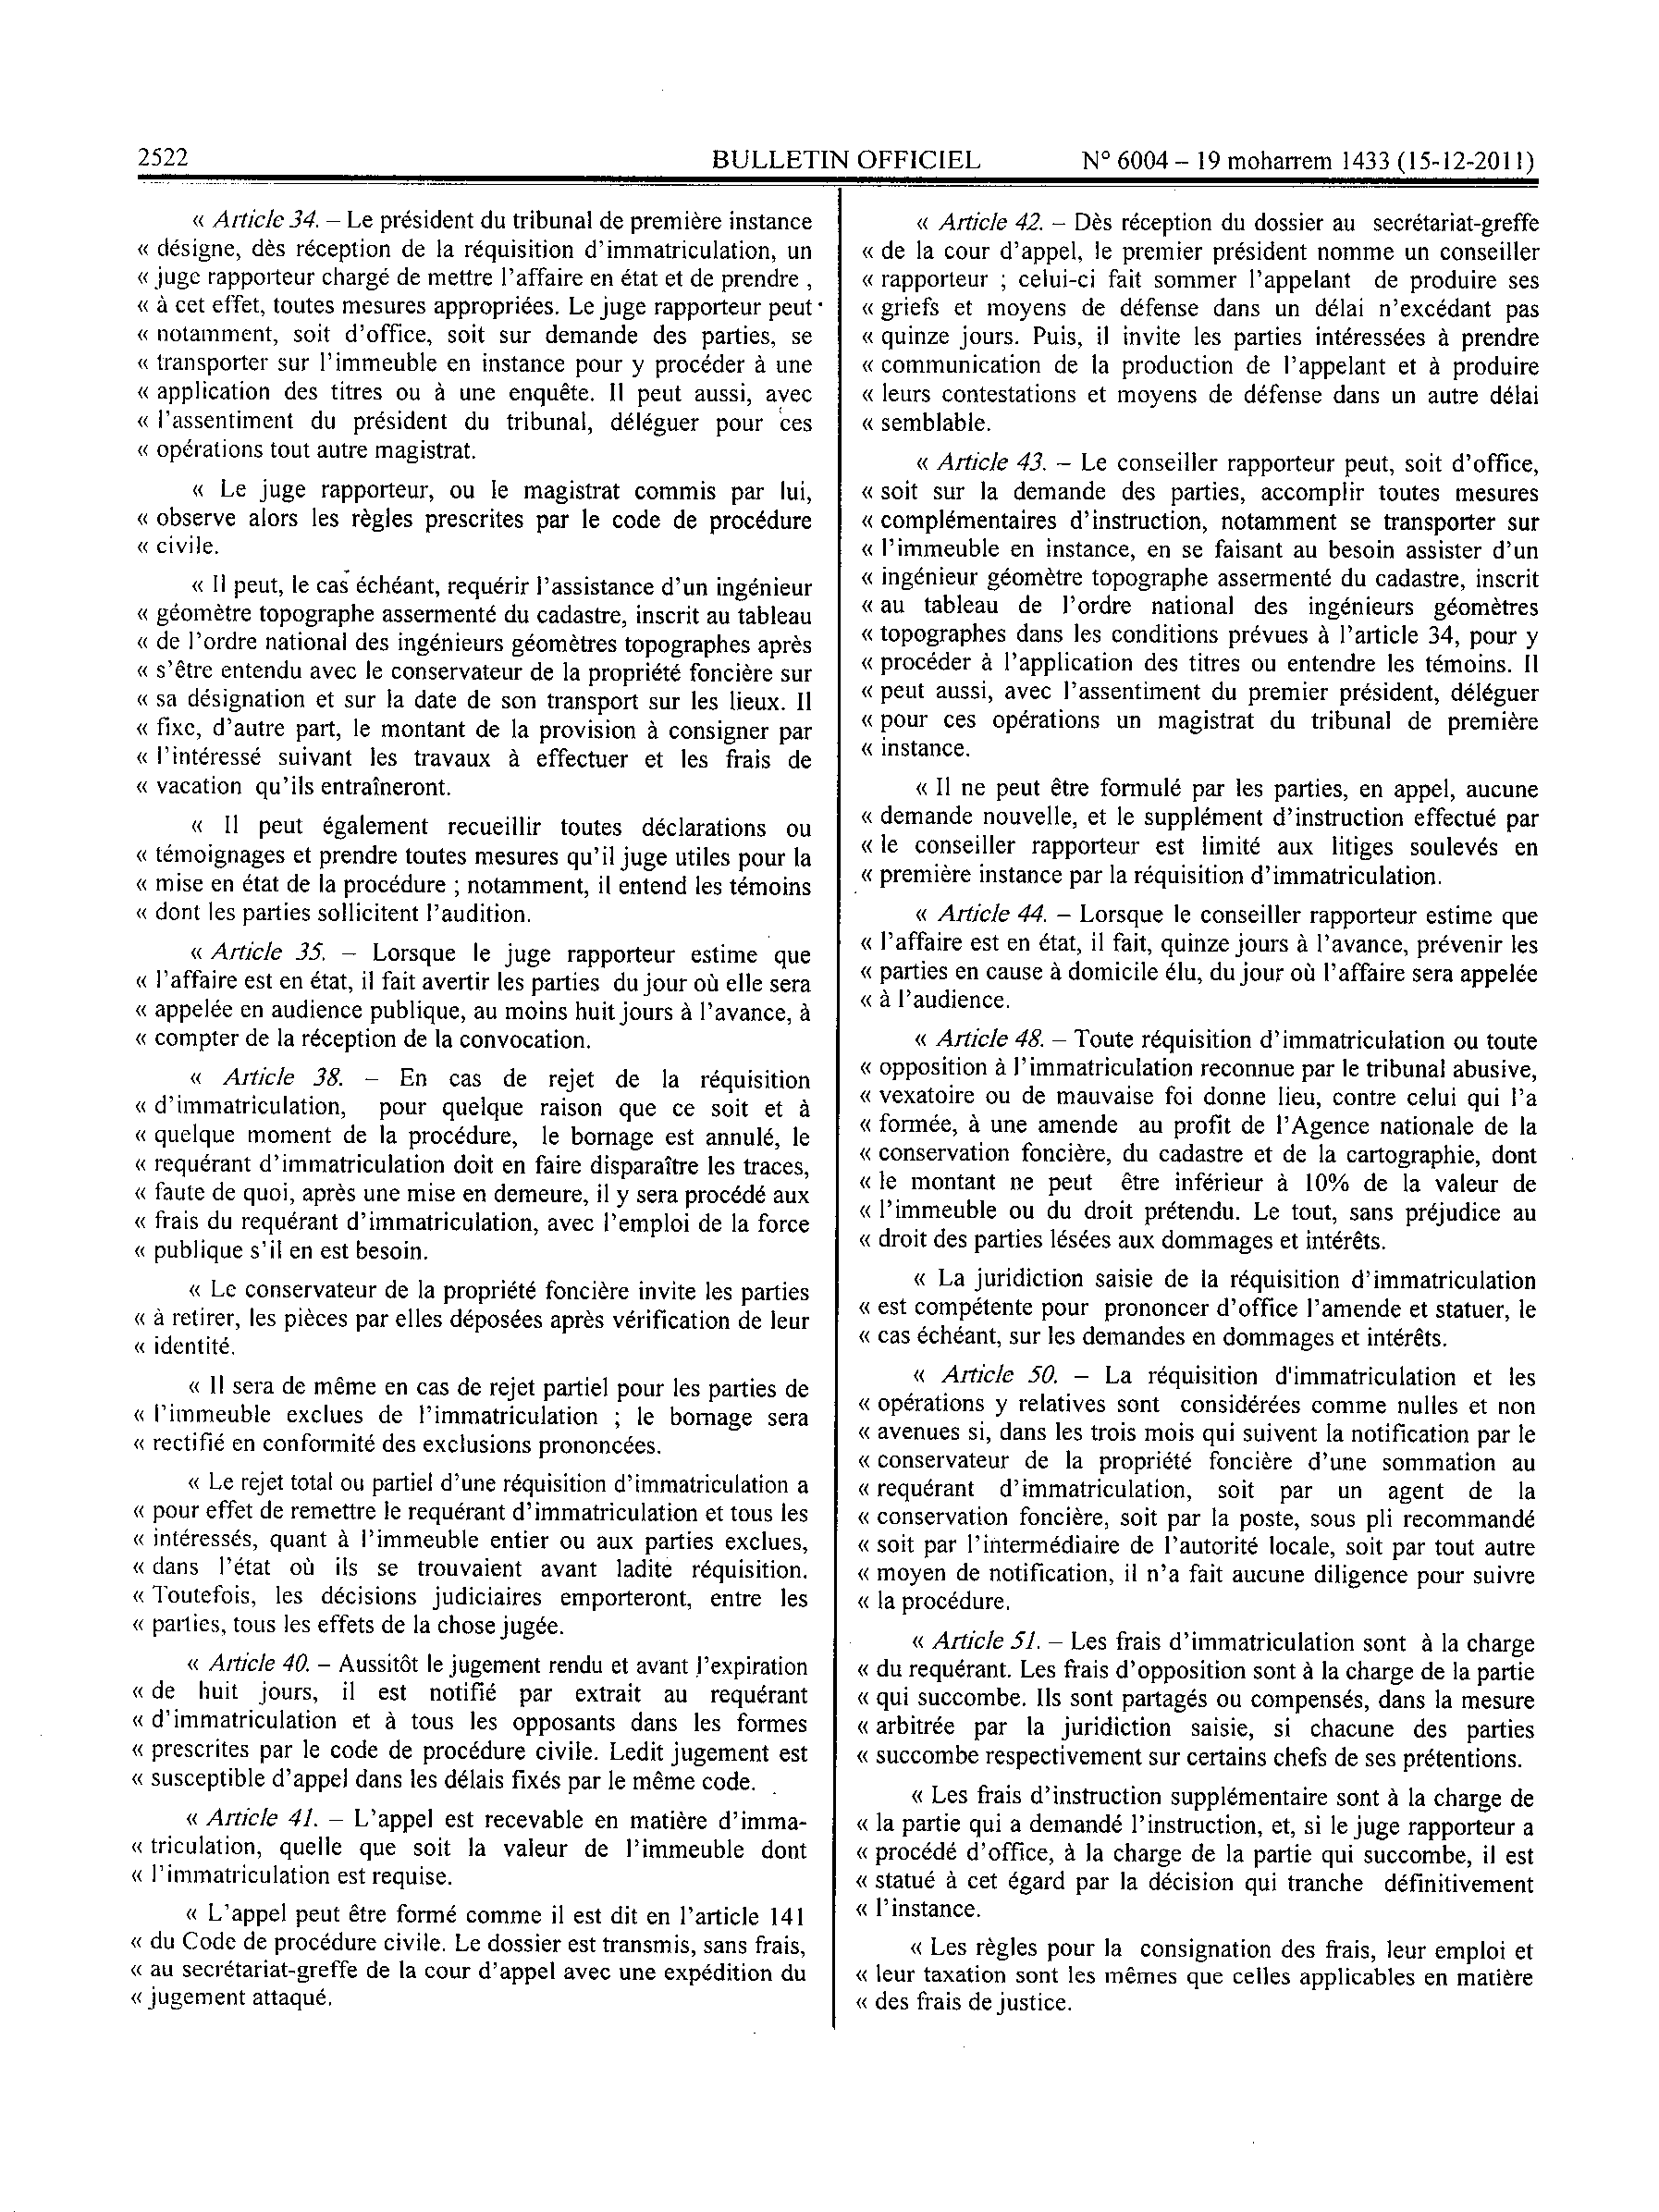 2522
BULLETIN OFFICIEL
N° 6004 – 19 moharrem 1433 (15-12-2011)
« Article 34. – Le président du tribunal de première instance
« désigne, dès réception de la réquisition d'immatriculation, un
« juge rapporteur chargé de mettre l'affaire en état et de prendre ,
« à cet effet, toutes mesures appropriées. Le juge rapporteur peut
« notamment, soit d'office, soit sur demande des parties, se
« transporter sur l'immeuble en instance pour y procéder à une
« application des titres ou à une enquête. Il peut aussi, avec
« l'assentiment du président du tribunal, déléguer pour ces
« opérations tout autre magistrat.
« Le juge rapporteur, ou le magistrat commis par lui,
« observe alors les règles prescrites par le code de procédure
« civile.
« Il peut, le cas échéant, requérir l'assistance d'un ingénieur
« géomètre topographe assermenté du cadastre, inscrit au tableau
« de l'ordre national des ingénieurs géomètres topographes après
« s'être entendu avec le conservateur de la propriété foncière sur
« sa désignation et sur la date de son transport sur les lieux. Il
« fixe, d'autre part, le montant de la provision à consigner par
« l'intéressé suivant les travaux à effectuer et les frais de
« vacation qu'ils entraîneront.
« Il peut également recueillir toutes déclarations ou
« témoignages et prendre toutes mesures qu'il juge utiles pour la
« mise en état de la procédure ; notamment, il entend les témoins
« dont les parties sollicitent l'audition.
« Article 35. – Lorsque le juge rapporteur estime que
« l'affaire est en état, il fait avertir les parties du jour où elle sera
« appelée en audience publique, au moins huit jours à l'avance, à
« compter de la réception de la convocation.
« Article 38. – En cas de rejet de la réquisition
« d'immatriculation, pour quelque raison que ce soit et à
« quelque moment de la procédure, le bornage est annulé, le
« requérant d'immatriculation doit en faire disparaître les traces,
« faute de quoi, après une mise en demeure, il y sera procédé aux
« frais du requérant d'immatriculation, avec l'emploi de la force
« publique s'il en est besoin.
« Le conservateur de la propriété foncière invite les parties
« à retirer, les pièces par elles déposées après vérification de leur
« identité.
« Il sera de même en cas de rejet partiel pour les parties de
« l'immeuble exclues de l'immatriculation ; le bornage sera
« rectifié en conformité des exclusions prononcées.
« Le rejet total ou partiel d'une réquisition d'immatriculation a
« pour effet de remettre le requérant d'immatriculation et tous les
« intéressés, quant à l'immeuble entier ou aux parties exclues,
« dans l'état où ils se trouvaient avant ladite réquisition.
« Toutefois, les décisions judiciaires emporteront, entre les
« parties, tous les effets de la chose jugée.
« Article 40. – Aussitôt le jugement rendu et avant l'expiration
« de huit jours, il est notifié par extrait au requérant
« d'immatriculation et à tous les opposants dans les formes
« prescrites par le code de procédure civile. Ledit jugement est
« susceptible d'appel dans les délais fixés par le même code.
« Article 41. – L'appel est recevable en matière d'imma-
« triculation, quelle que soit la valeur de l'immeuble dont
« l'immatriculation est requise.
« L'appel peut être formé comme il est dit en l'article 141
« du Code de procédure civile. Le dossier est transmis, sans frais,
« au secrétariat-greffe de la cour d'appel avec une expédition du
« jugement attaqué.
« Article 42. – Dès réception du dossier au secrétariat-greffe
« de la cour d'appel, le premier président nomme un conseiller
« rapporteur ; celui-ci fait sommer l'appelant de produire ses
« griefs et moyens de défense dans un délai n'excédant pas
« quinze jours. Puis, il invite les parties intéressées à prendre
« communication de la production de l'appelant et à produire
« leurs contestations et moyens de défense dans un autre délai
« semblable.
« Article 43. – Le conseiller rapporteur peut, soit d'office,
« soit sur la demande des parties, accomplir toutes mesures
« complémentaires d'instruction, notamment se transporter sur
« l'immeuble en instance, en se faisant au besoin assister d'un
« ingénieur géomètre topographe assermenté du cadastre, inscrit
« au tableau de l'ordre national des ingénieurs géomètres
« topographes dans les conditions prévues à l'article 34, pour y
« procéder à l'application des titres ou entendre les témoins. Il
« peut aussi, avec l'assentiment du premier président, déléguer
« pour ces opérations un magistrat du tribunal de première
« instance.
« Il ne peut être formulé par les parties, en appel, aucune
« demande nouvelle, et le supplément d'instruction effectué par
« le conseiller rapporteur est limité aux litiges soulevés en
« première instance par la réquisition d'immatriculation.
« Article 44. – Lorsque le conseiller rapporteur estime que
« l'affaire est en état, il fait, quinze jours à l'avance, prévenir les
« parties en cause à domicile élu, du jour où l'affaire sera appelée
« à l'audience.
« Article 48. – Toute réquisition d'immatriculation ou toute
« opposition à l'immatriculation reconnue par le tribunal abusive,
« vexatoire ou de mauvaise foi donne lieu, contre celui qui l'a
« formée, à une amende au profit de l'Agence nationale de la
« conservation foncière, du cadastre et de la cartographie, dont
« le montant ne peut être inférieur à 10% de la valeur de
« l'immeuble ou du droit prétendu. Le tout, sans préjudice au
« droit des parties lésées aux dommages et intérêts.
« La juridiction saisie de la réquisition d'immatriculation
« est compétente pour prononcer d'office l'amende et statuer, le
« cas échéant, sur les demandes en dommages et intérêts.
« Article 50. – La réquisition d'immatriculation et les
« opérations y relatives sont considérées comme nulles et non
« avenues si, dans les trois mois qui suivent la notification par le
« conservateur de la propriété foncière d'une sommation au
« requérant d'immatriculation, soit par un agent de la
« conservation foncière, soit par la poste, sous pli recommandé
« soit par l'intermédiaire de l'autorité locale, soit par tout autre
« moyen de notification, il n'a fait aucune diligence pour suivre
« la procédure.
« Article 51. – Les frais d'immatriculation sont à la charge
« du requérant. Les frais d'opposition sont à la charge de la partie
« qui succombe. Ils sont partagés ou compensés, dans la mesure
« arbitrée par la juridiction saisie, si chacune des parties
« succombe respectivement sur certains chefs de ses prétentions.
« Les frais d'instruction supplémentaire sont à la charge de
« la partie qui a demandé l'instruction, et, si le juge rapporteur a
« procédé d'office, à la charge de la partie qui succombe, il est
« statué à cet égard par la décision qui tranche définitivement
« l'instance.
« Les règles pour la consignation des frais, leur emploi et
« leur taxation sont les mêmes que celles applicables en matière
« des frais de justice.